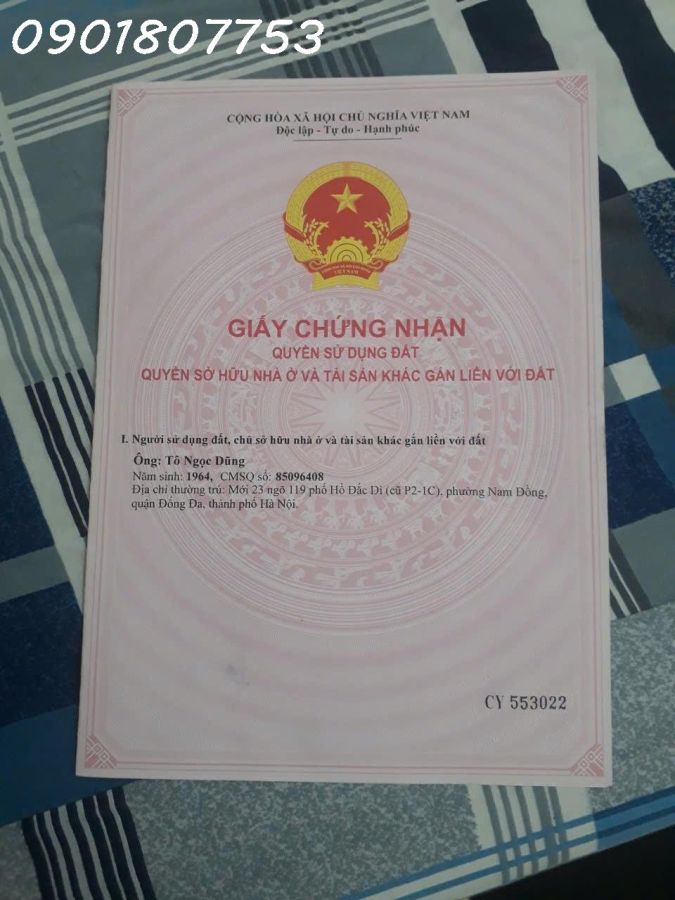 0901807753
CỘNG HÒA XÃ HỘI CHỦ NGHĨA VIỆT NAM
Độc lập - Tự do - Hạnh phúc
VIỆT NAM
GIẤY CHỨNG NHẬN
QUYỀN SỬ DỤNG ĐẤT
QUYỀN SỞ HỮU NHÀ Ở VÀ TÀI SẢN KHÁC GẮN LIỀN VỚI ĐẤT
I. Người sử dụng đất, chủ sở hữu nhà ở và tài sản khác gắn liền với đất
Ông: Tô Ngọc Dũng
Năm sinh: 1964, CMSQ số: 85096408
Địa chỉ thường trú: Mới 23 ngõ 119 phố Hồ Đắc Di (cũ P2-1C), phường Nam Đồng,
quận Đống Đa, thành phố Hà Nội.
CY 553022